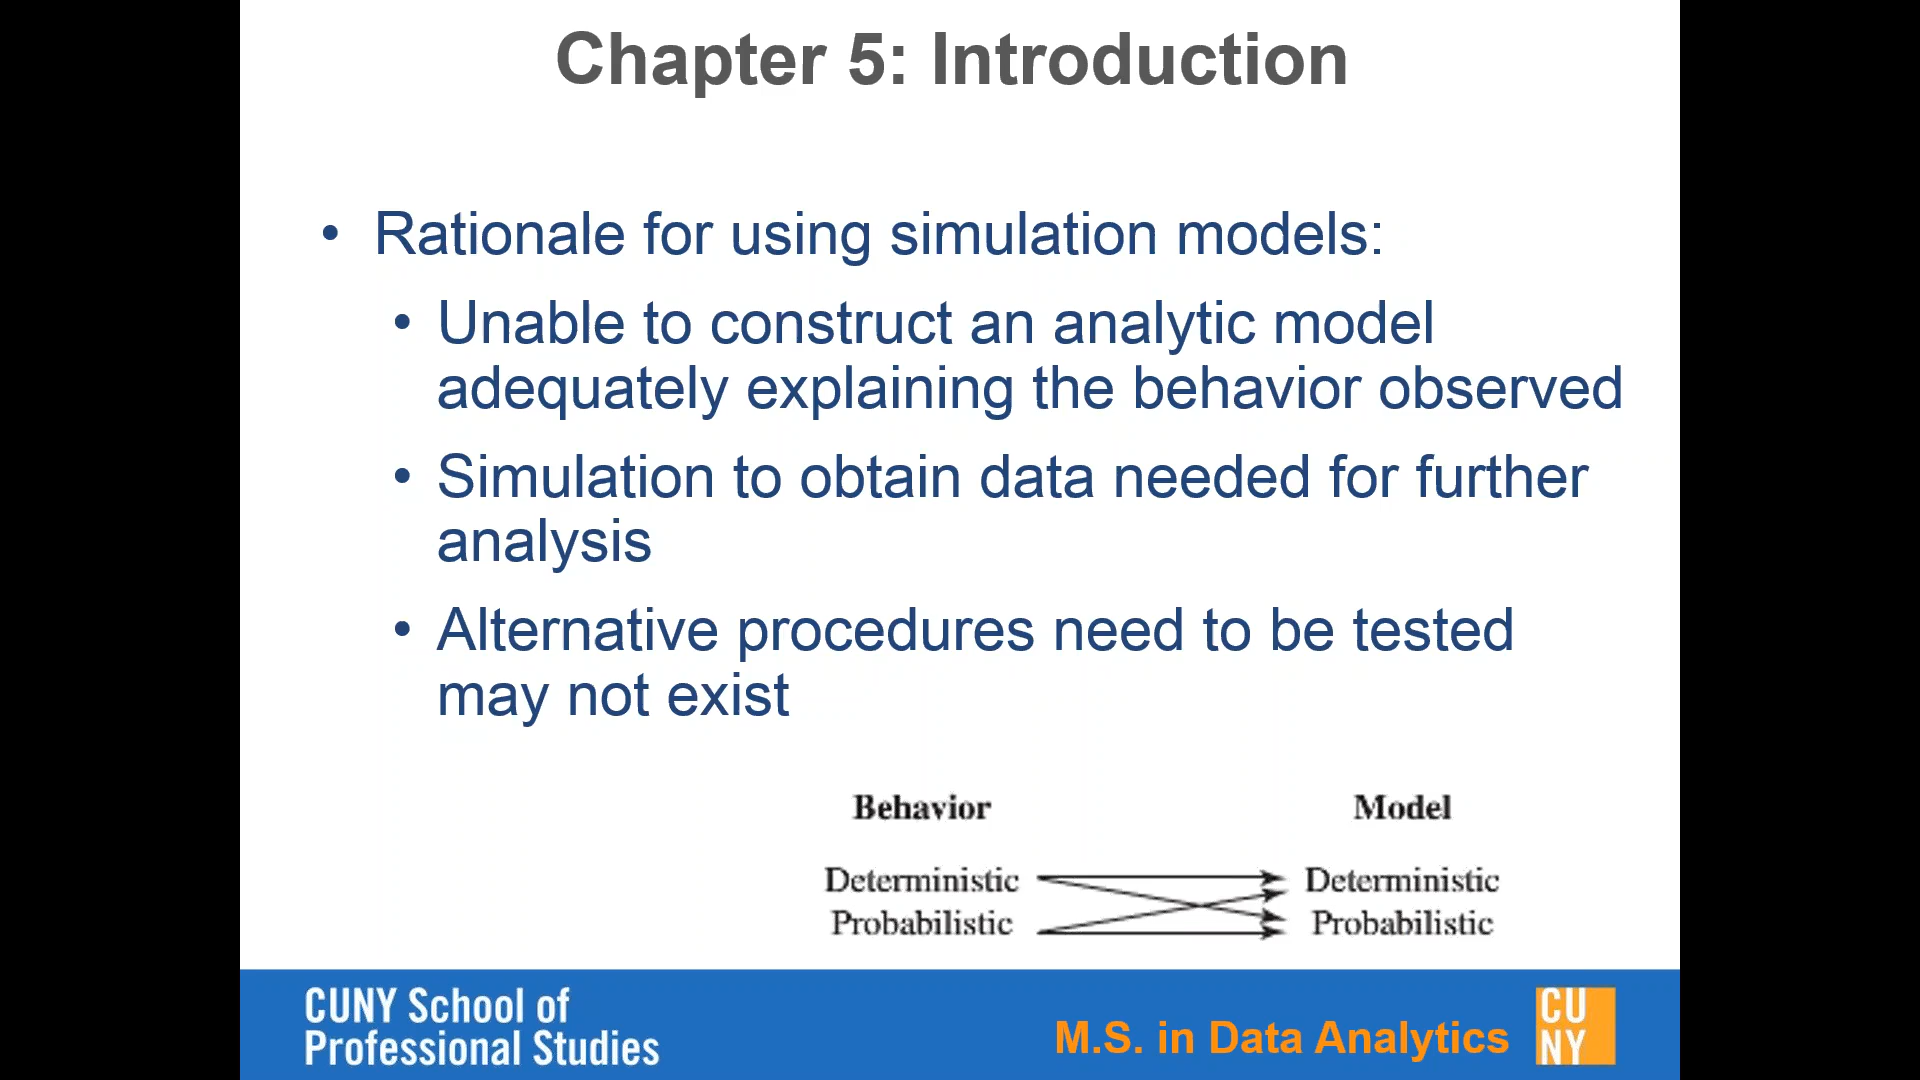 Chapter 5: Introduction
• Rationale for using simulation models:
• Unable to construct an analytic model
adequately explaining the behavior observed
• Simulation to obtain data needed for further
analysis
• Alternative procedures need to be tested
may not exist
Behavior Model
Deterministic Deterministic
Probabilistic Probabilistic
CUNY School of
Professional Studies
M.S. in Data Analytics
CU
NY